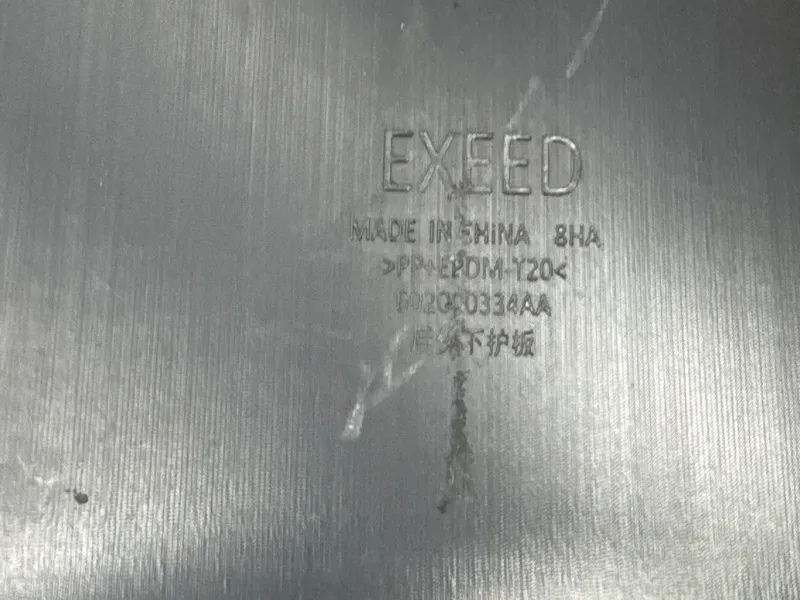 EXEED
MADE IN CHINA 8HA
>PP+EPDM-T20<
下护板